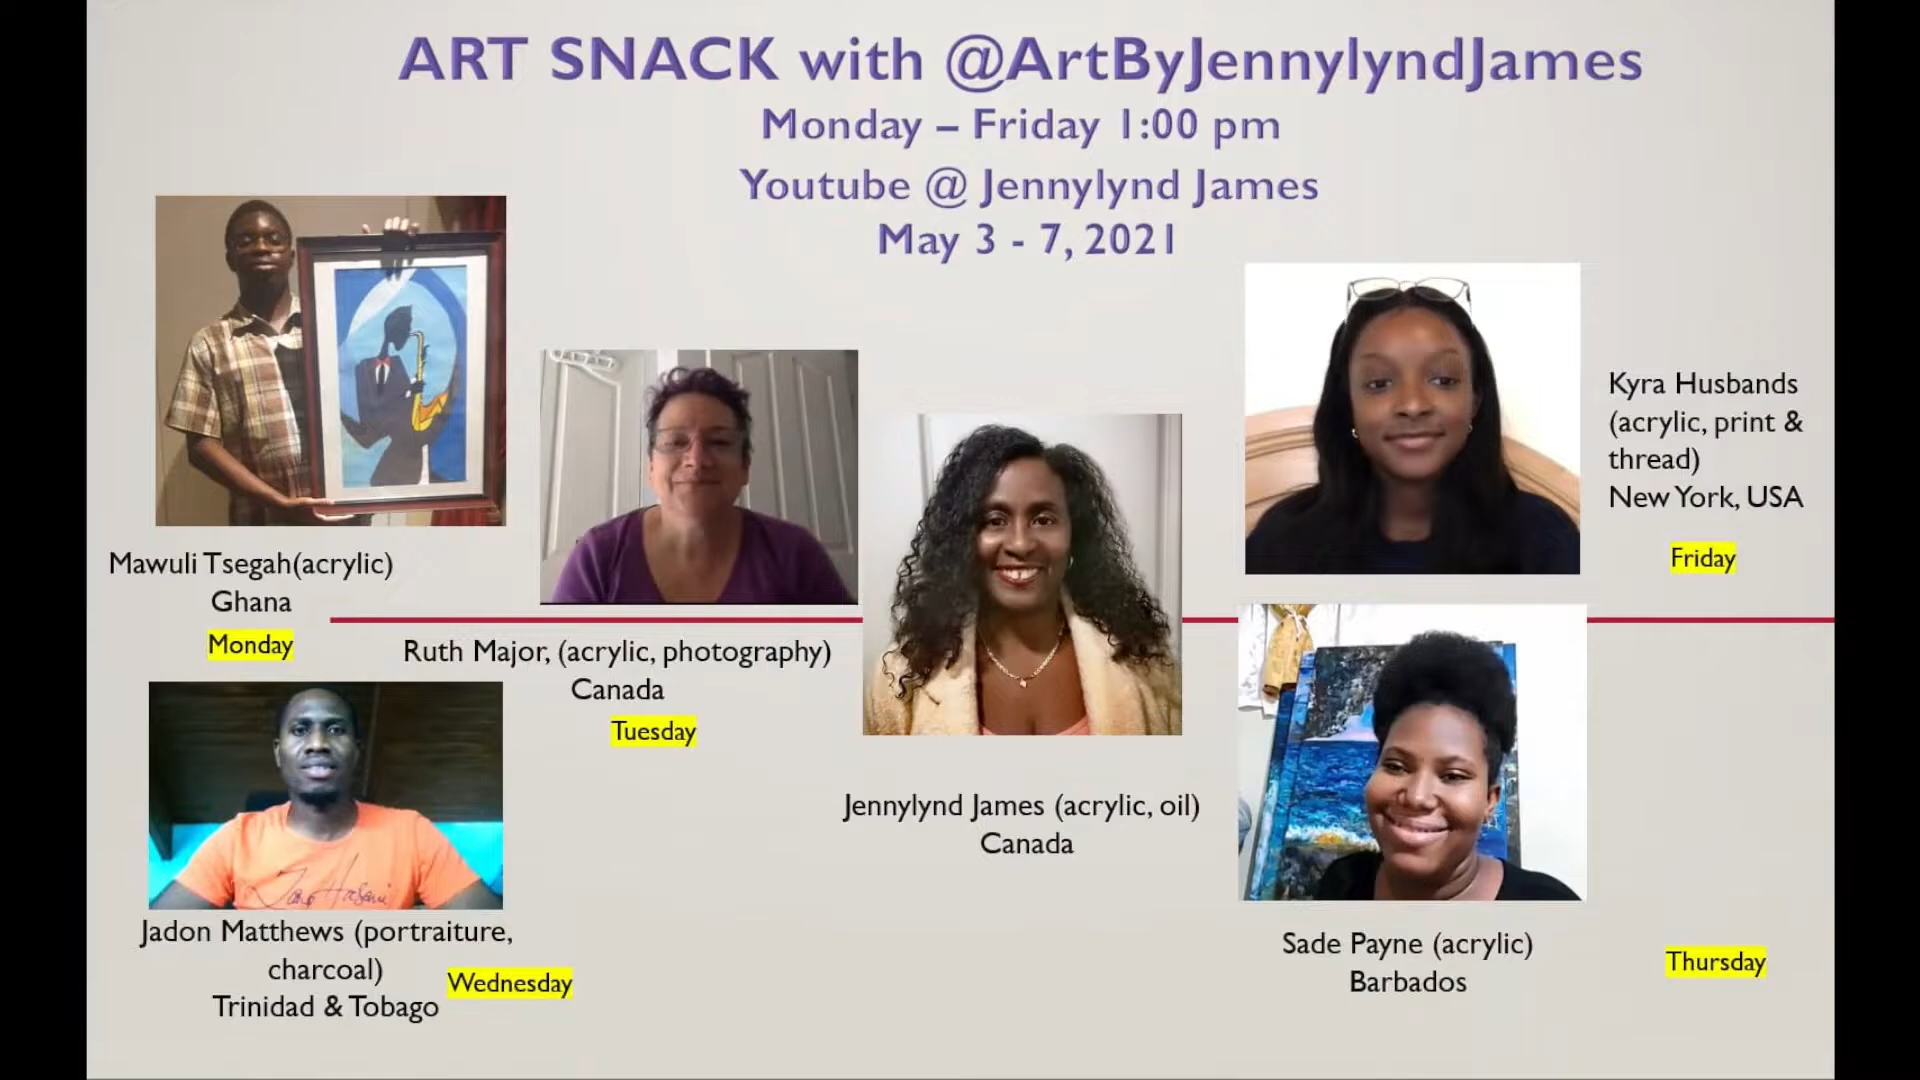 ART SNACK with @ArtByJennylyndJames
Monday – Friday 1:00 pm
Youtube @ Jennylynd James
May 3 - 7, 2021
Mawuli Tsegah(acrylic)
Ghana
Monday
Ruth Major, (acrylic, photography)
Canada
Tuesday
Kyra Husbands
(acrylic, print &
thread)
New York, USA
Friday
Jennylynd James (acrylic, oil)
Canada
Jadon Matthews (portraiture,
charcoal)
Trinidad & Tobago
Wednesday
Sade Payne (acrylic)
Barbados
Thursday